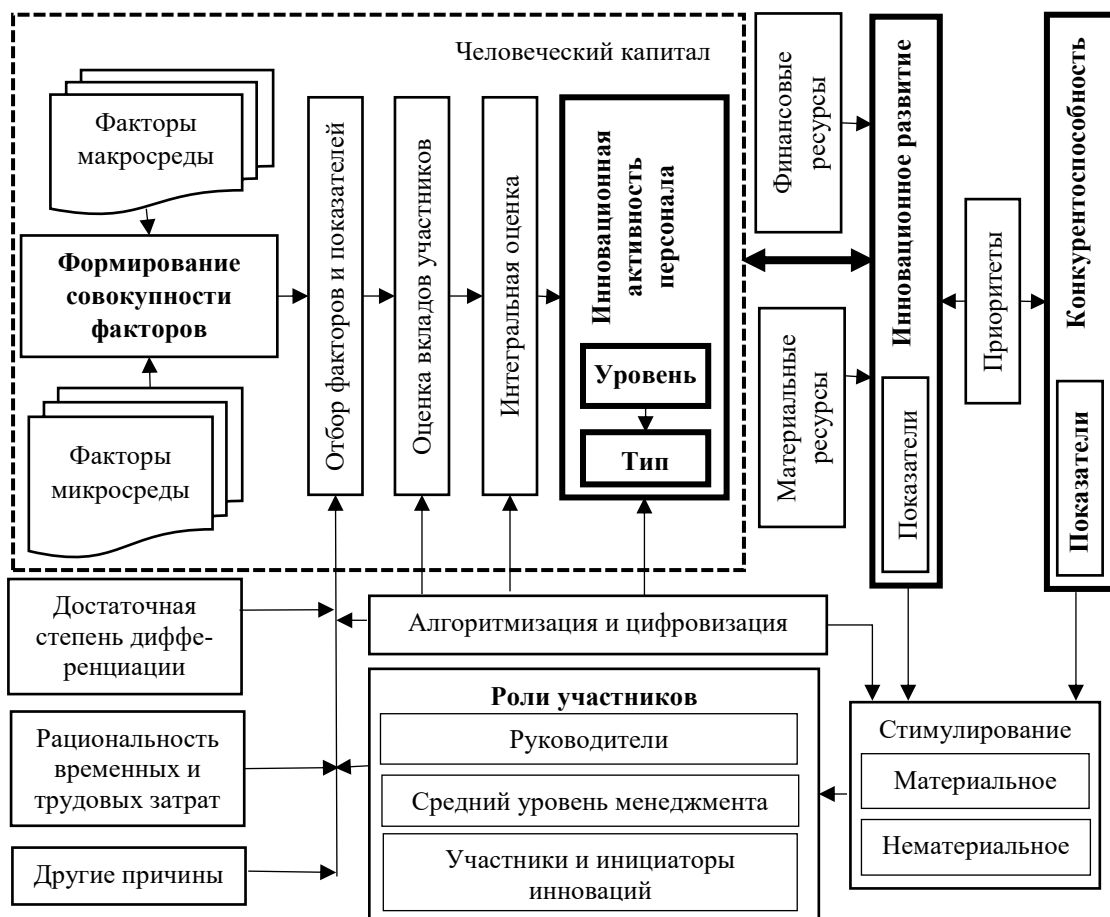 Человеческий капитал
Факторы
макросреды
Формирование
совокупности
факторов
Факторы
микросреды
Отбор факторов и показателей
Оценка вкладов участников
Интегральная оценка
Инновационная
активность
персонала
Уровень
Тип
Финансовые
ресурсы
Материальные
ресурсы
Инновационное развитие
Показатели
Приоритеты
Конкурентоспособность
Показатели
Достаточная
степень диффе-
ренциации
Алгоритмизация и цифровизация
Рациональность
временных и
трудовых затрат
Другие причины
Роли участников
Руководители
Средний уровень менеджмента
Участники и инициаторы
инноваций
Стимулирование
Материальное
Нематериальное